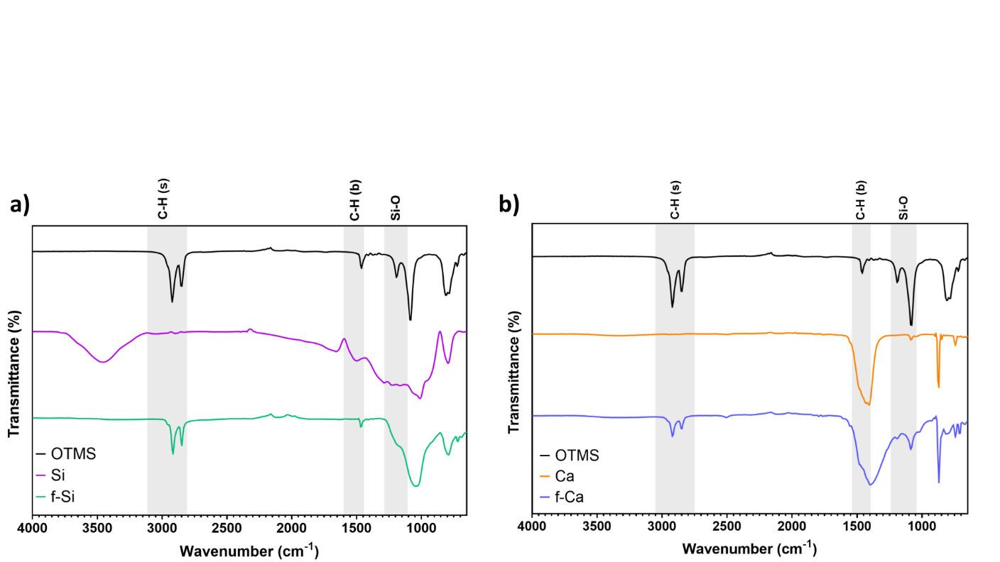 a)
C-H (s)
C-H (b)
Si-O
Transmittance (%)
OTMS
Si
f-Si
4000 3500 3000 2500 2000 1500 1000
Wavenumber (cm-1)
b)
C-H (s)
C-H (b)
Si-O
Transmittance (%)
OTMS
Ca
f-Ca
4000 3500 3000 2500 2000 1500 1000
Wavenumber (cm-1)